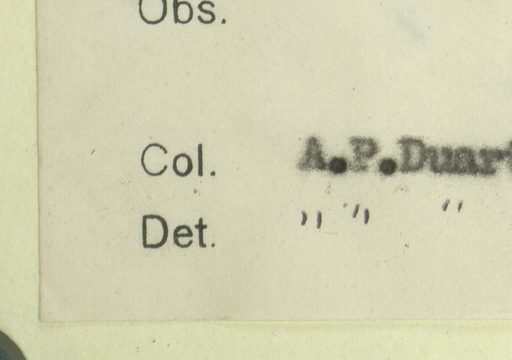 Obs.
Col. A.P.Duart
Det. " " "